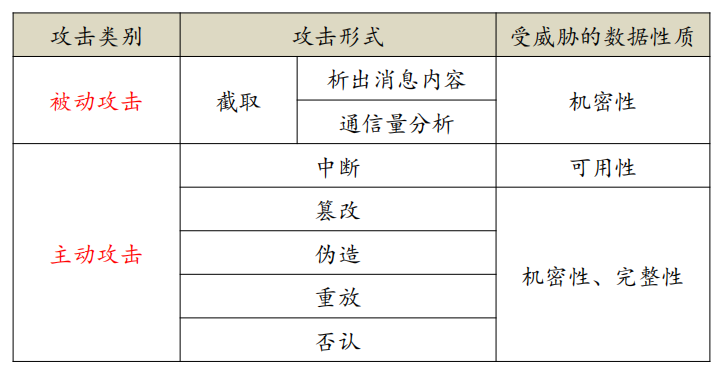 攻击类别 攻击形式 受威胁的数据性质
被动攻击 截取 析出消息内容 机密性
通信量分析
主动攻击 中断 可用性
篡改 机密性、完整性
伪造
重放
否认